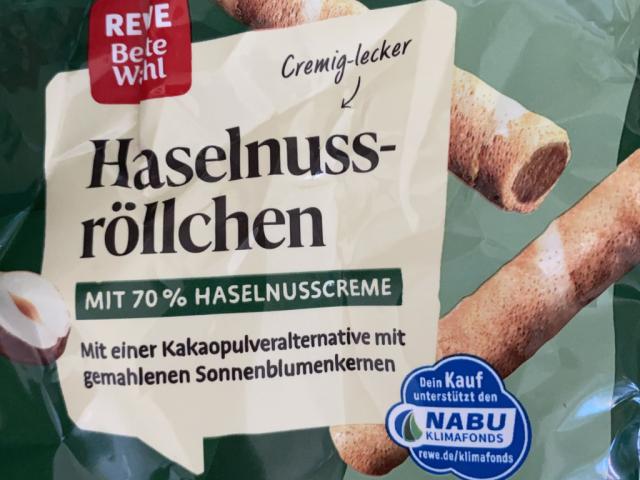 REWE
Beste
Wahl
Cremig-lecker
Haselnuss-
röllchen
MIT 70 % HASELNUSSCREME
Mit einer Kakaopulveralternative mit
gemahlenen Sonnenblumenkernen
Dein Kauf
unterstützt den
NABU
KLIMAFONDS
rewe.de/klimafonds